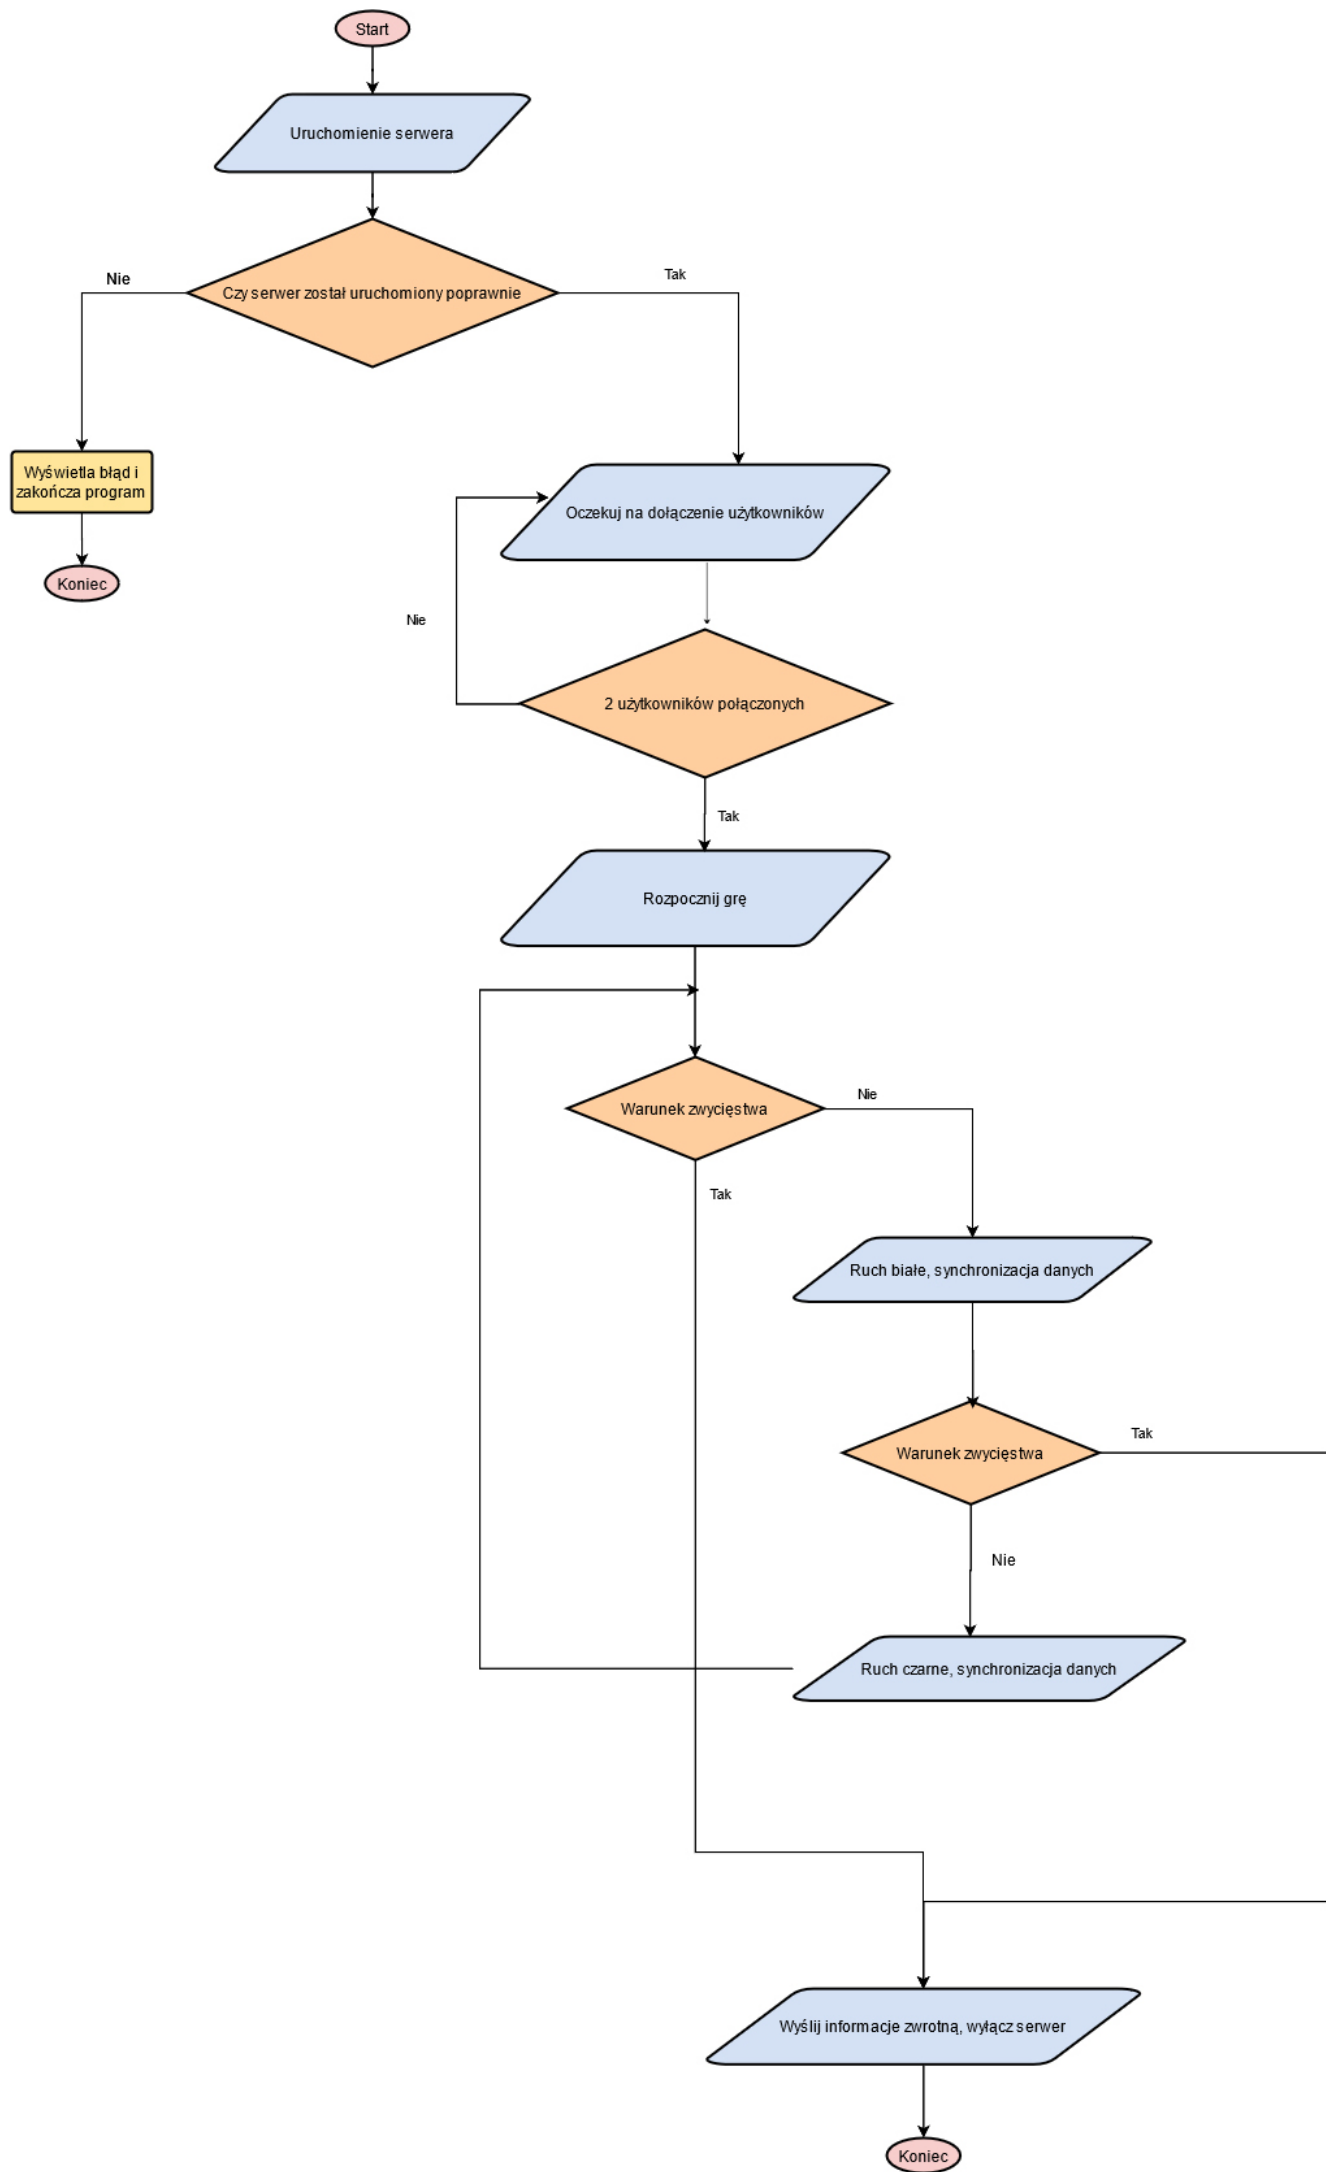 Start
Uruchomienie serwera
Czy serwer został uruchomiony poprawnie
Nie
Tak
Wyświetla błąd i
zakończa program
Koniec
Oczekuj na dołączenie użytkowników
Nie
2 użytkowników połączonych
Tak
Rozpocznij grę
Warunek zwycięstwa
Nie
Tak
Ruch białe, synchronizacja danych
Warunek zwycięstwa
Tak
Nie
Ruch czarne, synchronizacja danych
Wyślij informacje zwrotną, wyłącz serwer
Koniec